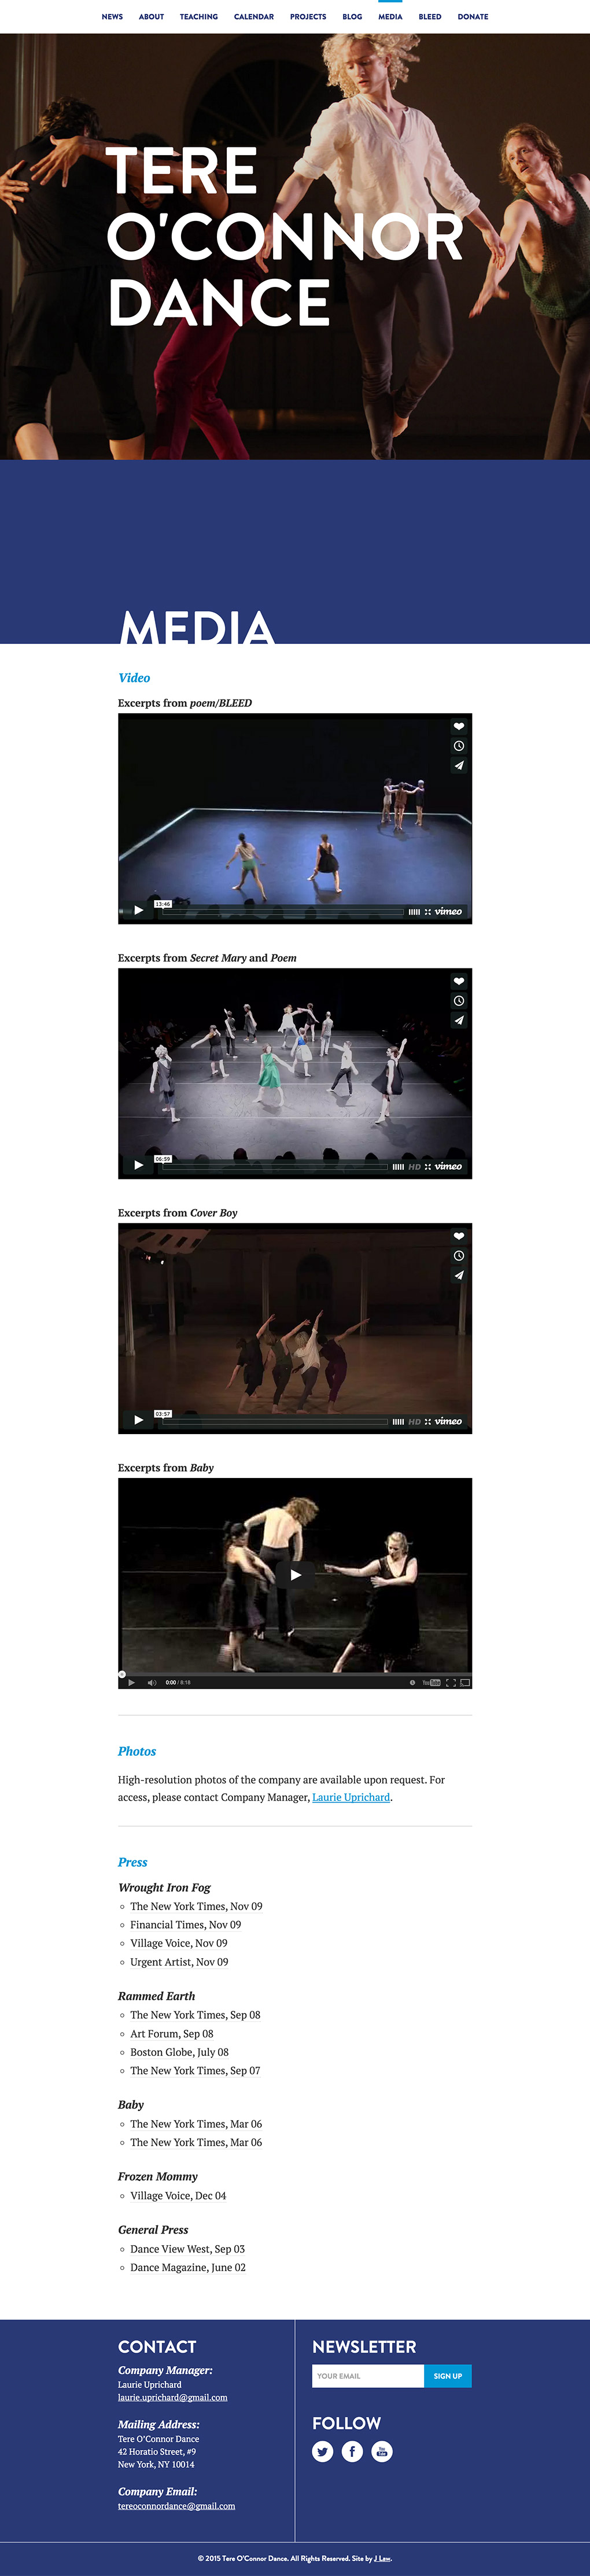 NEWS ABOUT TEACHING CALENDAR PROJECTS BLOG MEDIA BLEED DONATE
TERE
O'CONNOR
DANCE
MEDIA
Video
Excerpts from poem/BLEED
13:46
vimeo
Excerpts from Secret Mary and Poem
06:59
HD vimeo
Excerpts from Cover Boy
03:57
HD vimeo
Excerpts from Baby
0:00 / 8:18 YouTube
Photos
High-resolution photos of the company are available upon request. For
access, please contact Company Manager, Laurie Uprichard.
Press
Wrought Iron Fog
The New York Times, Nov 09
Financial Times, Nov 09
Village Voice, Nov 09
Urgent Artist, Nov 09
Rammed Earth
The New York Times, Sep 08
Art Forum, Sep 08
Boston Globe, July 08
The New York Times, Sep 07
Baby
The New York Times, Mar 06
The New York Times, Mar 06
Frozen Mommy
Village Voice, Dec 04
General Press
Dance View West, Sep 03
Dance Magazine, June 02
CONTACT
Company Manager:
Laurie Uprichard
laurie.uprichard@gmail.com
Mailing Address:
Tere O'Connor Dance
42 Horatio Street, #9
New York, NY 10014
Company Email:
tereoconnordance@gmail.com
NEWSLETTER
YOUR EMAIL SIGN UP
FOLLOW
You Tube
© 2015 Tere O'Connor Dance. All Rights Reserved. Site by J Law.